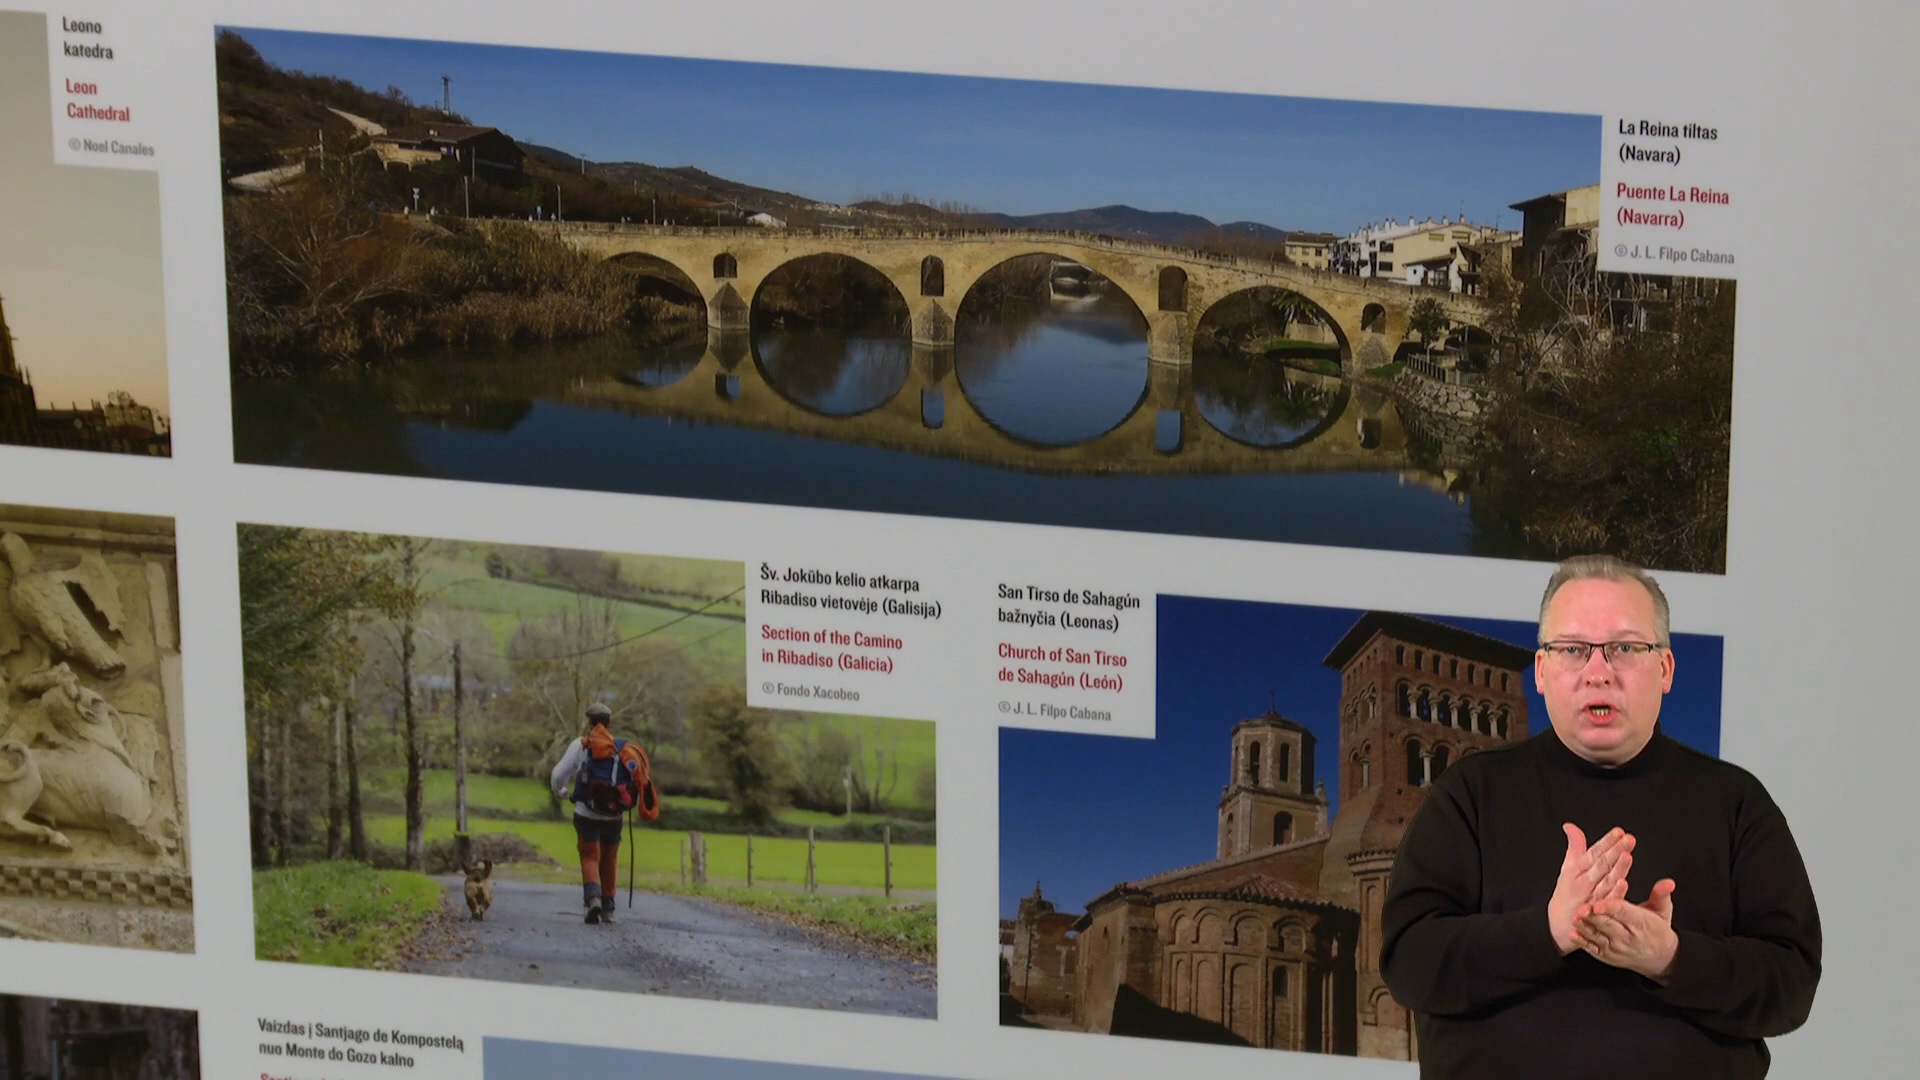 Leono
katedra
Leon
Cathedral
© Noel Canales
La Reina tiltas
(Navara)
Puente La Reina
(Navarra)
© J. L. Filpo Cabana
Šv. Jokūbo kelio atkarpa
Ribadiso vietovėje (Galisija)
Section of the Camino
in Ribadiso (Galicia)
© Fondo Xacobeo
San Tirso de Sahagún
bažnyčia (Leonas)
Church of San Tirso
de Sahagún (León)
© J. L. Filpo Cabana
Vaizdas į Santjago de Kompostelą
nuo Monte do Gozo kalno